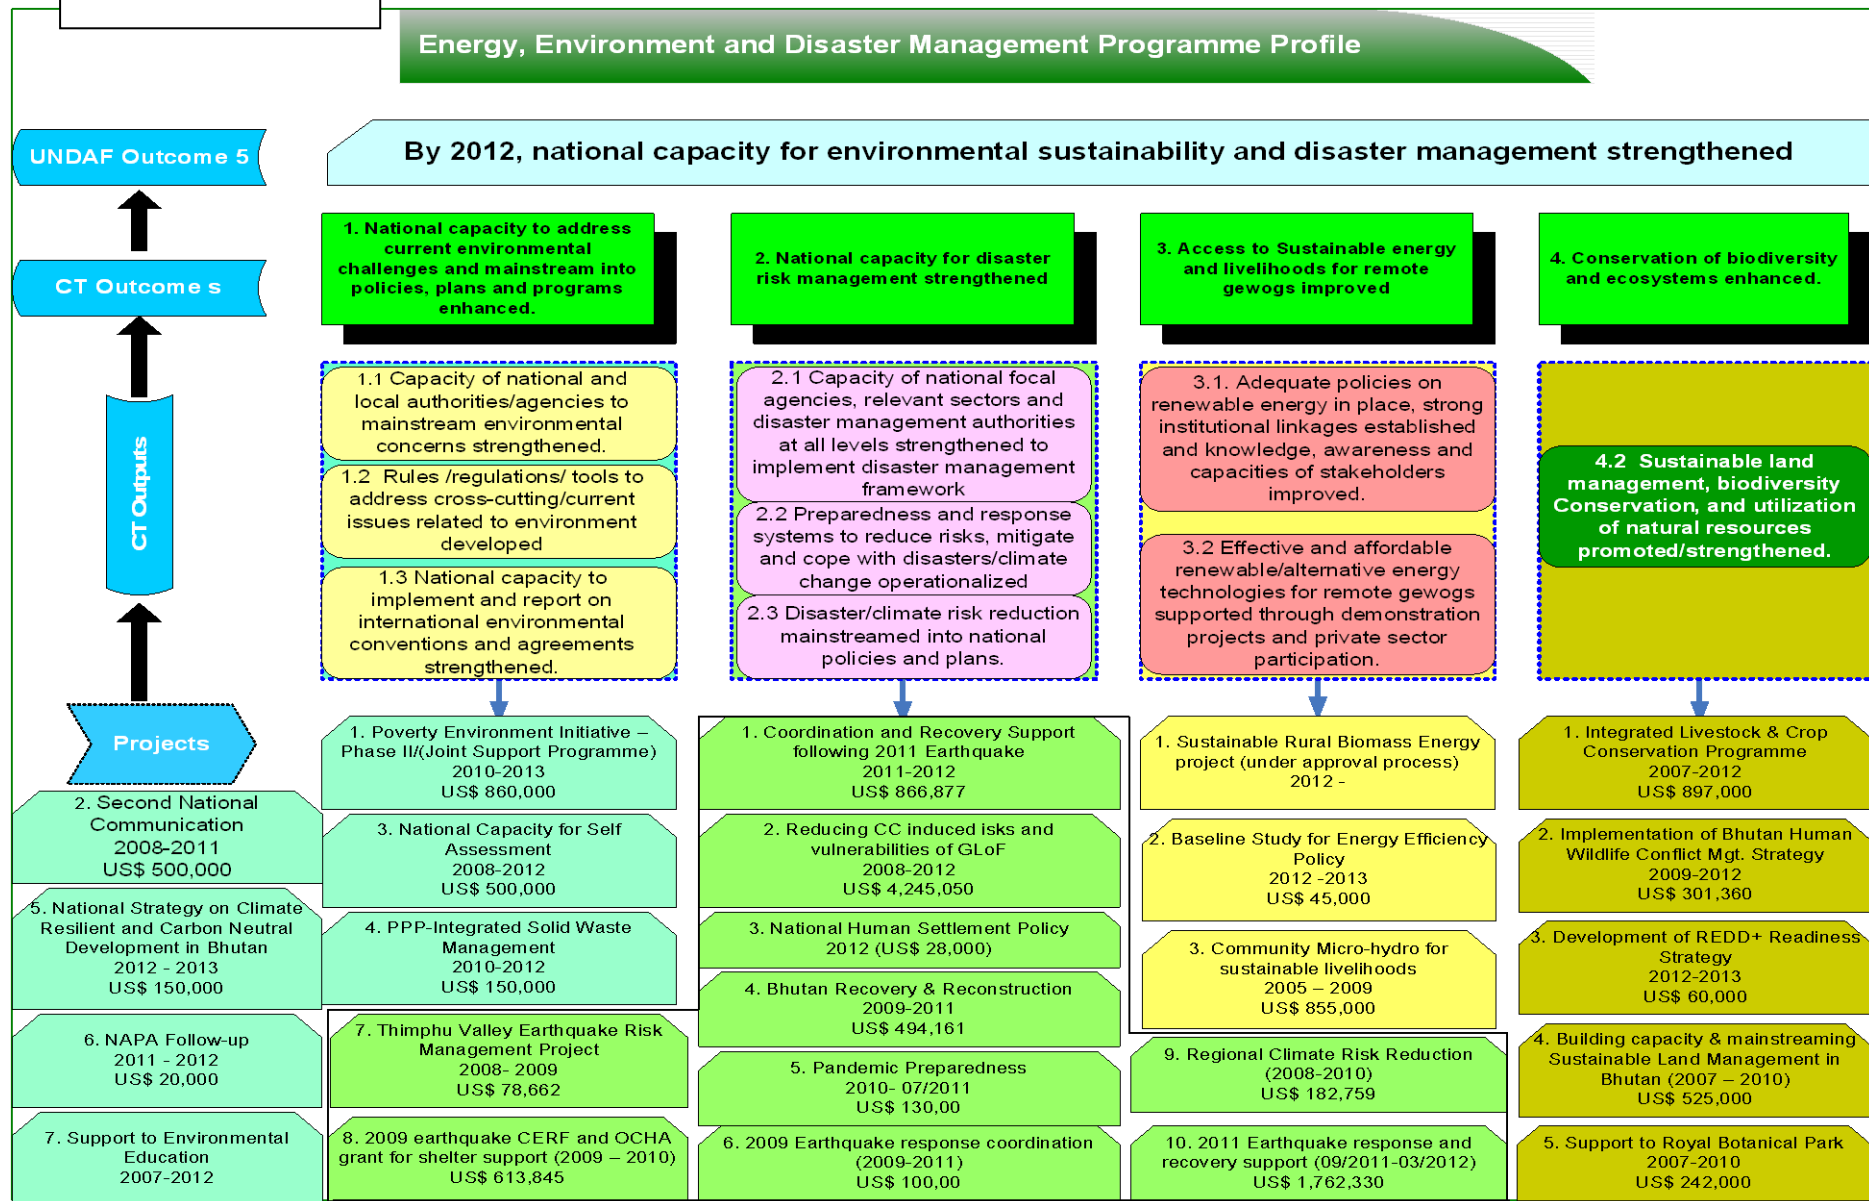 Energy, Environment and Disaster Management Programme Profile
UNDAF Outcome 5
By 2012, national capacity for environmental sustainability and disaster management strengthened
CT Outcome s
1. National capacity to address
current environmental
challenges and mainstream into
policies, plans and programs
enhanced.
2. National capacity for disaster
risk management strengthened
3. Access to Sustainable energy
and livelihoods for remote
gewogs improved
4. Conservation of biodiversity
and ecosystems enhanced.
CT Outputs
1.1 Capacity of national and
local authorities/agencies to
mainstream environmental
concerns strengthened.
1.2 Rules /regulations/ tools to
address cross-cutting/current
issues related to environment
developed
1.3 National capacity to
implement and report on
international environmental
conventions and agreements
strengthened.
2.1 Capacity of national focal
agencies, relevant sectors and
disaster management authorities
at all levels strengthened to
implement disaster management
framework
2.2 Preparedness and response
systems to reduce risks, mitigate
and cope with disasters/climate
change operationalized
2.3 Disaster/climate risk reduction
mainstreamed into national
policies and plans.
3.1. Adequate policies on
renewable energy in place, strong
institutional linkages established
and knowledge, awareness and
capacities of stakeholders
improved.
3.2 Effective and affordable
renewable/alternative energy
technologies for remote gewogs
supported through demonstration
projects and private sector
participation.
4.2 Sustainable land
management, biodiversity
Conservation, and utilization
of natural resources
promoted/strengthened.
Projects
2. Second National
Communication
2008-2011
US$ 500,000
5. National Strategy on Climate
Resilient and Carbon Neutral
Development in Bhutan
2012 - 2013
US$ 150,000
6. NAPA Follow-up
2011 - 2012
US$ 20,000
7. Support to Environmental
Education
2007-2012
1. Poverty Environment Initiative –
Phase II/(Joint Support Programme)
2010-2013
US$ 860,000
3. National Capacity for Self
Assessment
2008-2012
US$ 500,000
4. PPP-Integrated Solid Waste
Management
2010-2012
US$ 150,000
7. Thimphu Valley Earthquake Risk
Management Project
2008- 2009
US$ 78,662
8. 2009 earthquake CERF and OCHA
grant for shelter support (2009 – 2010)
US$ 613,845
1. Coordination and Recovery Support
following 2011 Earthquake
2011-2012
US$ 866,877
2. Reducing CC induced isks and
vulnerabilities of GLoF
2008-2012
US$ 4,245,050
3. National Human Settlement Policy
2012 (US$ 28,000)
4. Bhutan Recovery & Reconstruction
2009-2011
US$ 494,161
5. Pandemic Preparedness
2010- 07/2011
US$ 130,00
6. 2009 Earthquake response coordination
(2009-2011)
US$ 100,00
1. Sustainable Rural Biomass Energy
project (under approval process)
2012 -
2. Baseline Study for Energy Efficiency
Policy
2012 -2013
US$ 45,000
3. Community Micro-hydro for
sustainable livelihoods
2005 – 2009
US$ 855,000
9. Regional Climate Risk Reduction
(2008-2010)
US$ 182,759
10. 2011 Earthquake response and
recovery support (09/2011-03/2012)
US$ 1,762,330
1. Integrated Livestock & Crop
Conservation Programme
2007-2012
US$ 897,000
2. Implementation of Bhutan Human
Wildlife Conflict Mgt. Strategy
2009-2012
US$ 301,360
3. Development of REDD+ Readiness
Strategy
2012-2013
US$ 60,000
4. Building capacity & mainstreaming
Sustainable Land Management in
Bhutan (2007 – 2010)
US$ 525,000
5. Support to Royal Botanical Park
2007-2010
US$ 242,000